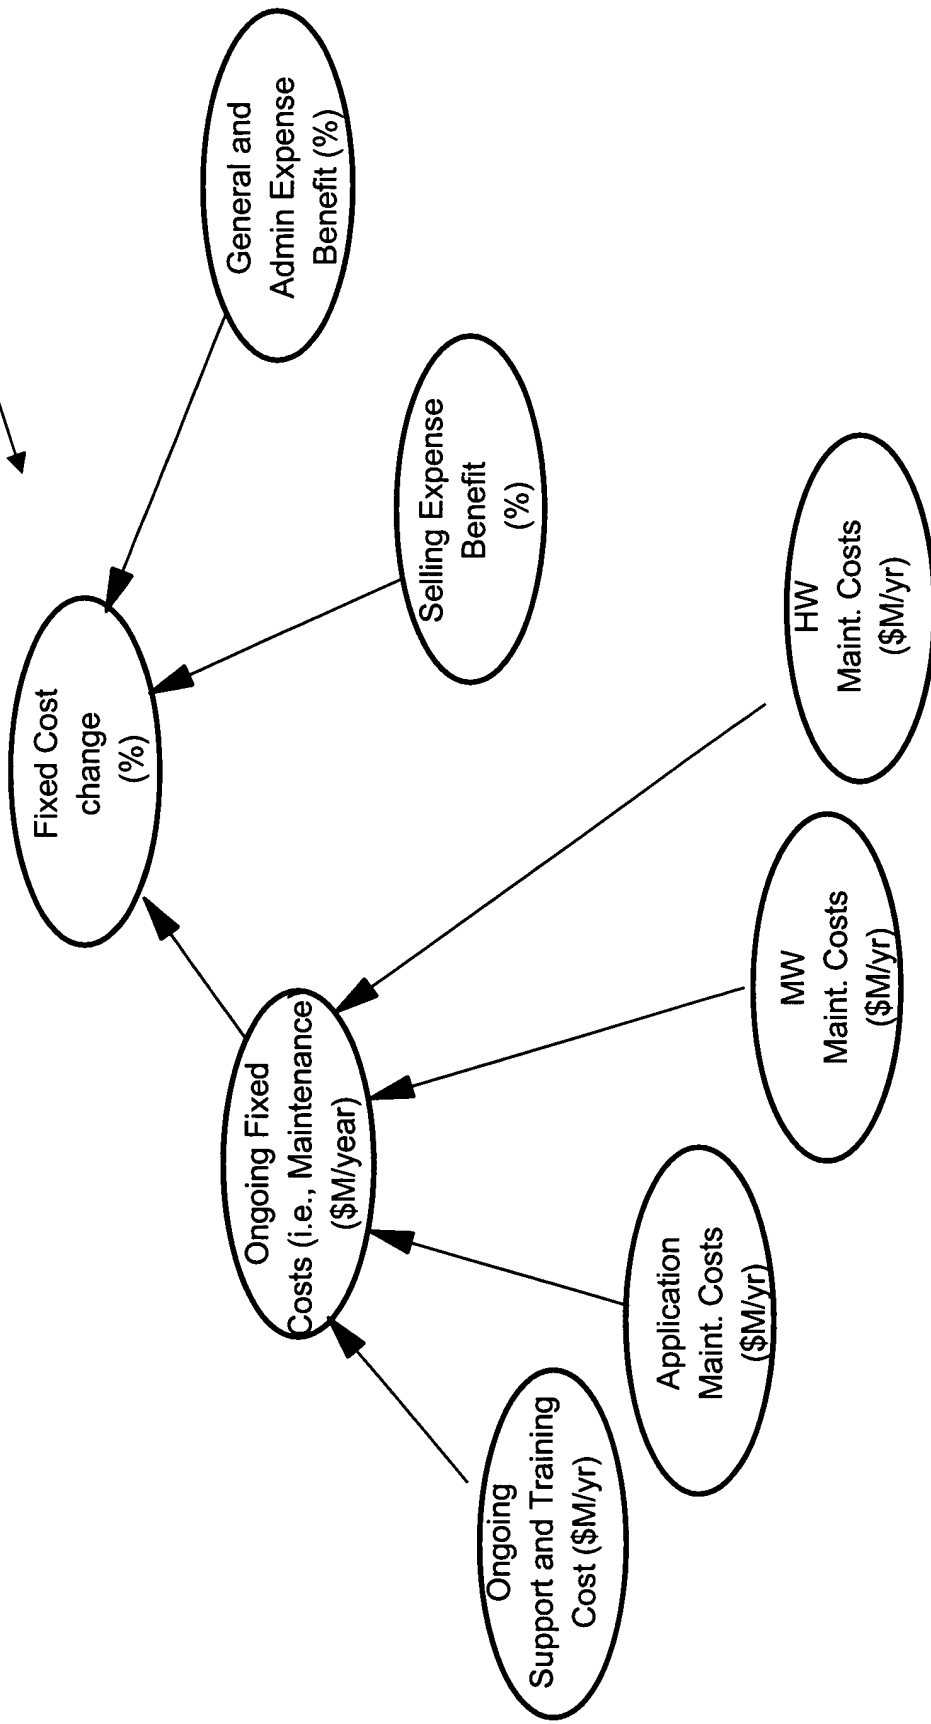 Fixed Cost
change
(%)
General and
Admin Expense
Benefit (%)
Ongoing Fixed
Costs (i.e., Maintenance
($M/year)
Selling Expense
Benefit
(%)
Ongoing
Support and Training
Cost ($M/yr)
Application
Maint. Costs
($M/yr)
MW
Maint. Costs
($M/yr)
HW
Maint. Costs
($M/yr)